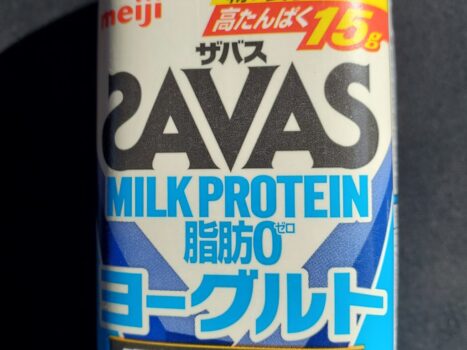 meiji
高たんぱく15g
ザバス
SAVAS
MILK PROTEIN
脂肪0ゼロ
ヨーグルト